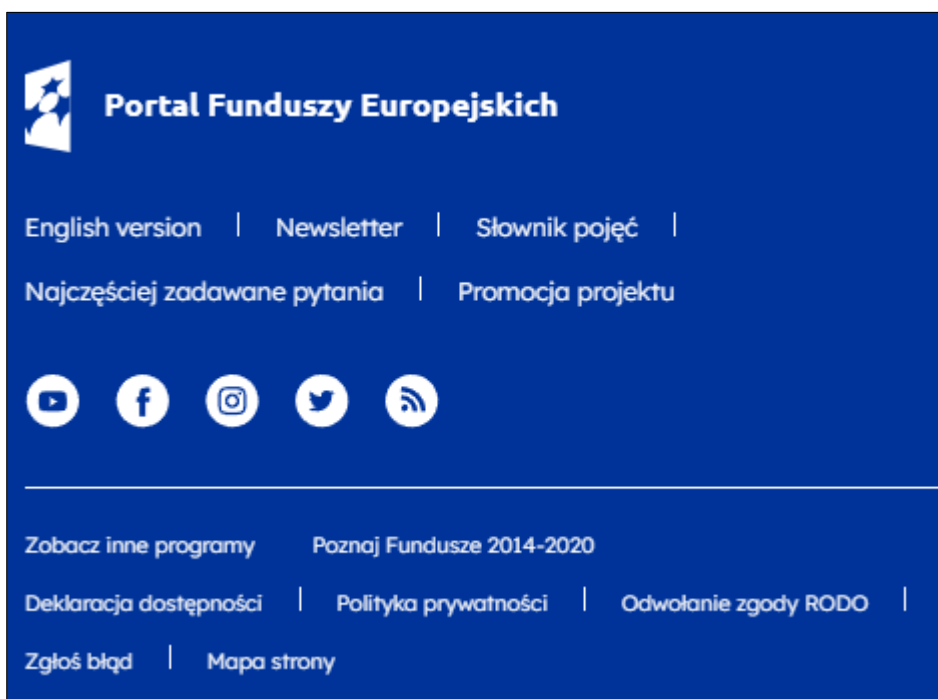 Portal Funduszy Europejskich
English version | Newsletter | Słownik pojęć |
Najczęściej zadawane pytania | Promocja projektu
Zobacz inne programy Poznaj Fundusze 2014-2020
Deklaracja dostępności | Polityka prywatności | Odwołanie zgody RODO |
Zgłoś błąd | Mapa strony